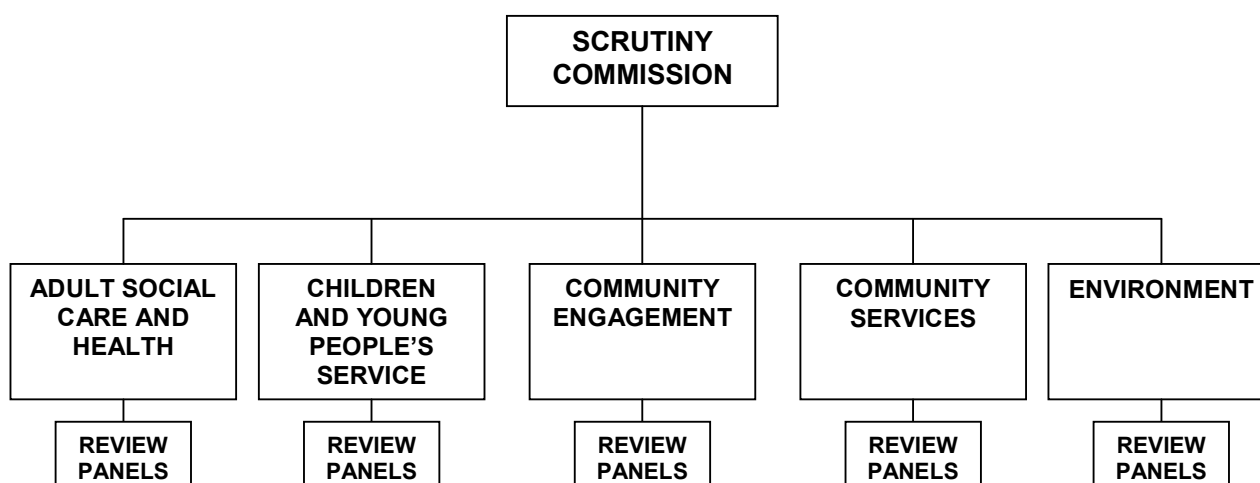 SCRUTINY
COMMISSION
ADULT SOCIAL
CARE AND
HEALTH
CHILDREN
AND YOUNG
PEOPLE’S
SERVICE
COMMUNITY
ENGAGEMENT
COMMUNITY
SERVICES
ENVIRONMENT
REVIEW
PANELS
REVIEW
PANELS
REVIEW
PANELS
REVIEW
PANELS
REVIEW
PANELS